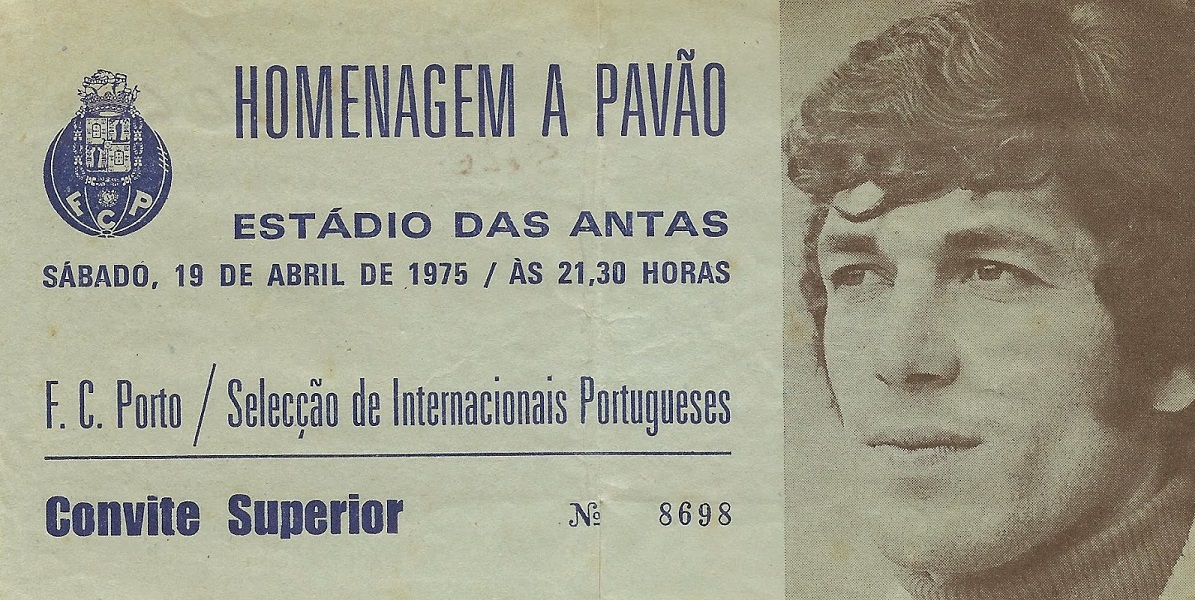 HOMENAGEM A PAVÃO
FCP
ESTÁDIO DAS ANTAS
SÁBADO, 19 DE ABRIL DE 1975 / ÀS 21,30 HORAS
F. C. Porto / Selecção de Internacionais Portugueses
Convite Superior Nº 8698